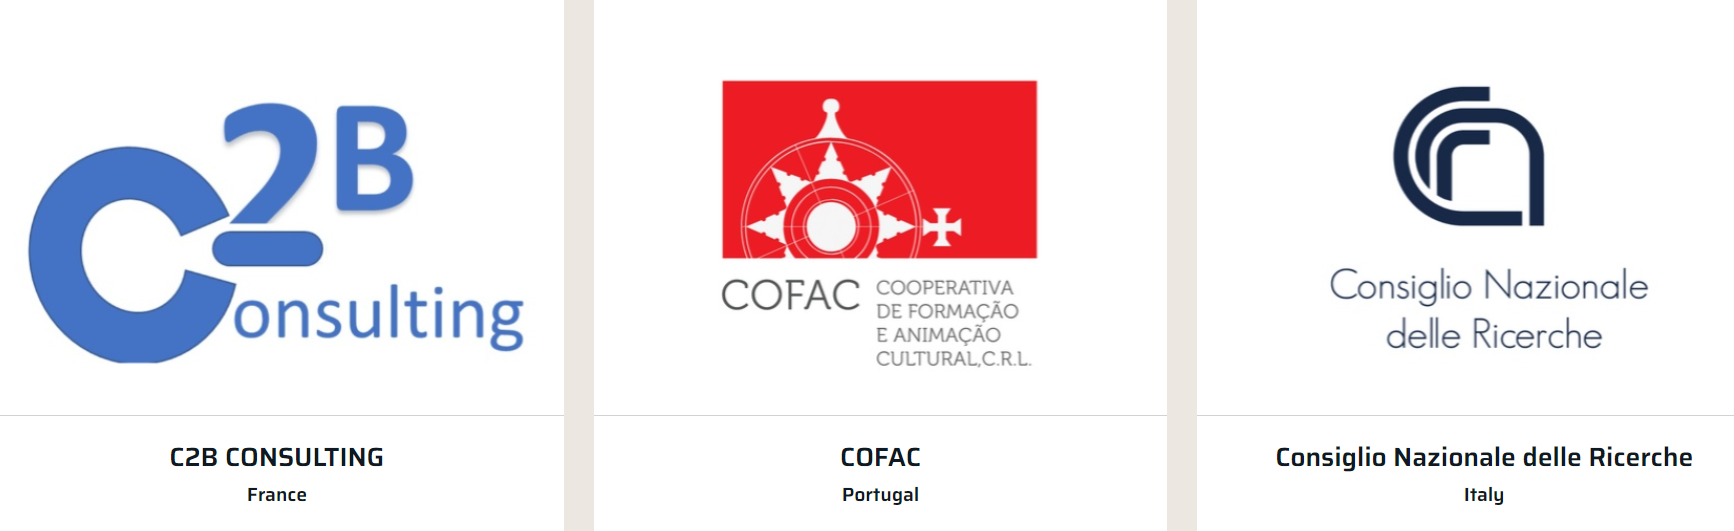 C2B
Consulting
C2B CONSULTING
France
COFAC
COOPERATIVA
DE FORMAÇÃO
E ANIMAÇÃO
CULTURAL,C.R.L.
COFAC
Portugal
Consiglio Nazionale
delle Ricerche
Consiglio Nazionale delle Ricerche
Italy